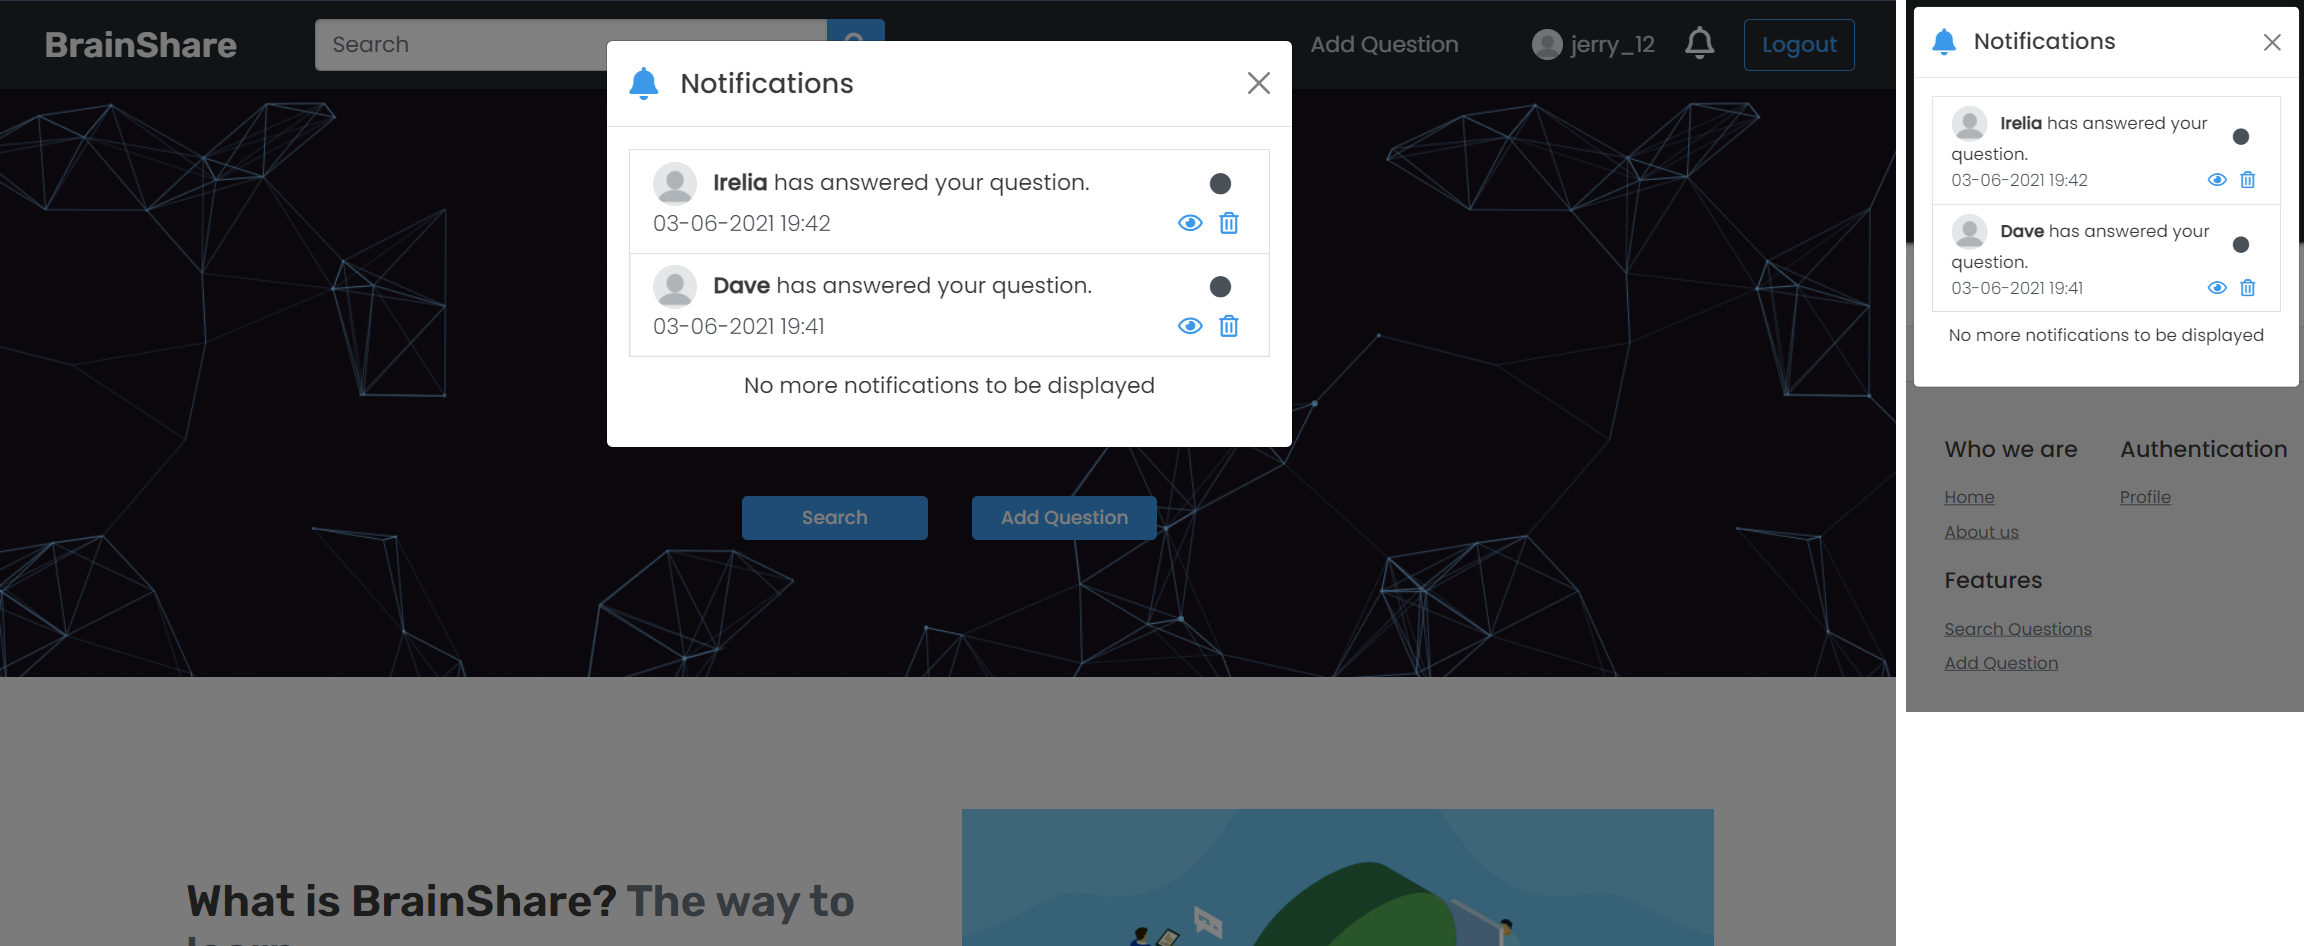 BrainShare
Search
Add Question
jerry_12
Logout
Notifications
Irelia has answered your question.
03-06-2021 19:42
Dave has answered your question.
03-06-2021 19:41
No more notifications to be displayed
Search
Add Question
What is BrainShare? The way to
learn
Notifications
Irelia has answered your
question.
03-06-2021 19:42
Dave has answered your
question.
03-06-2021 19:41
No more notifications to be displayed
Who we are
Authentication
Home
Profile
About us
Features
Search Questions
Add Question